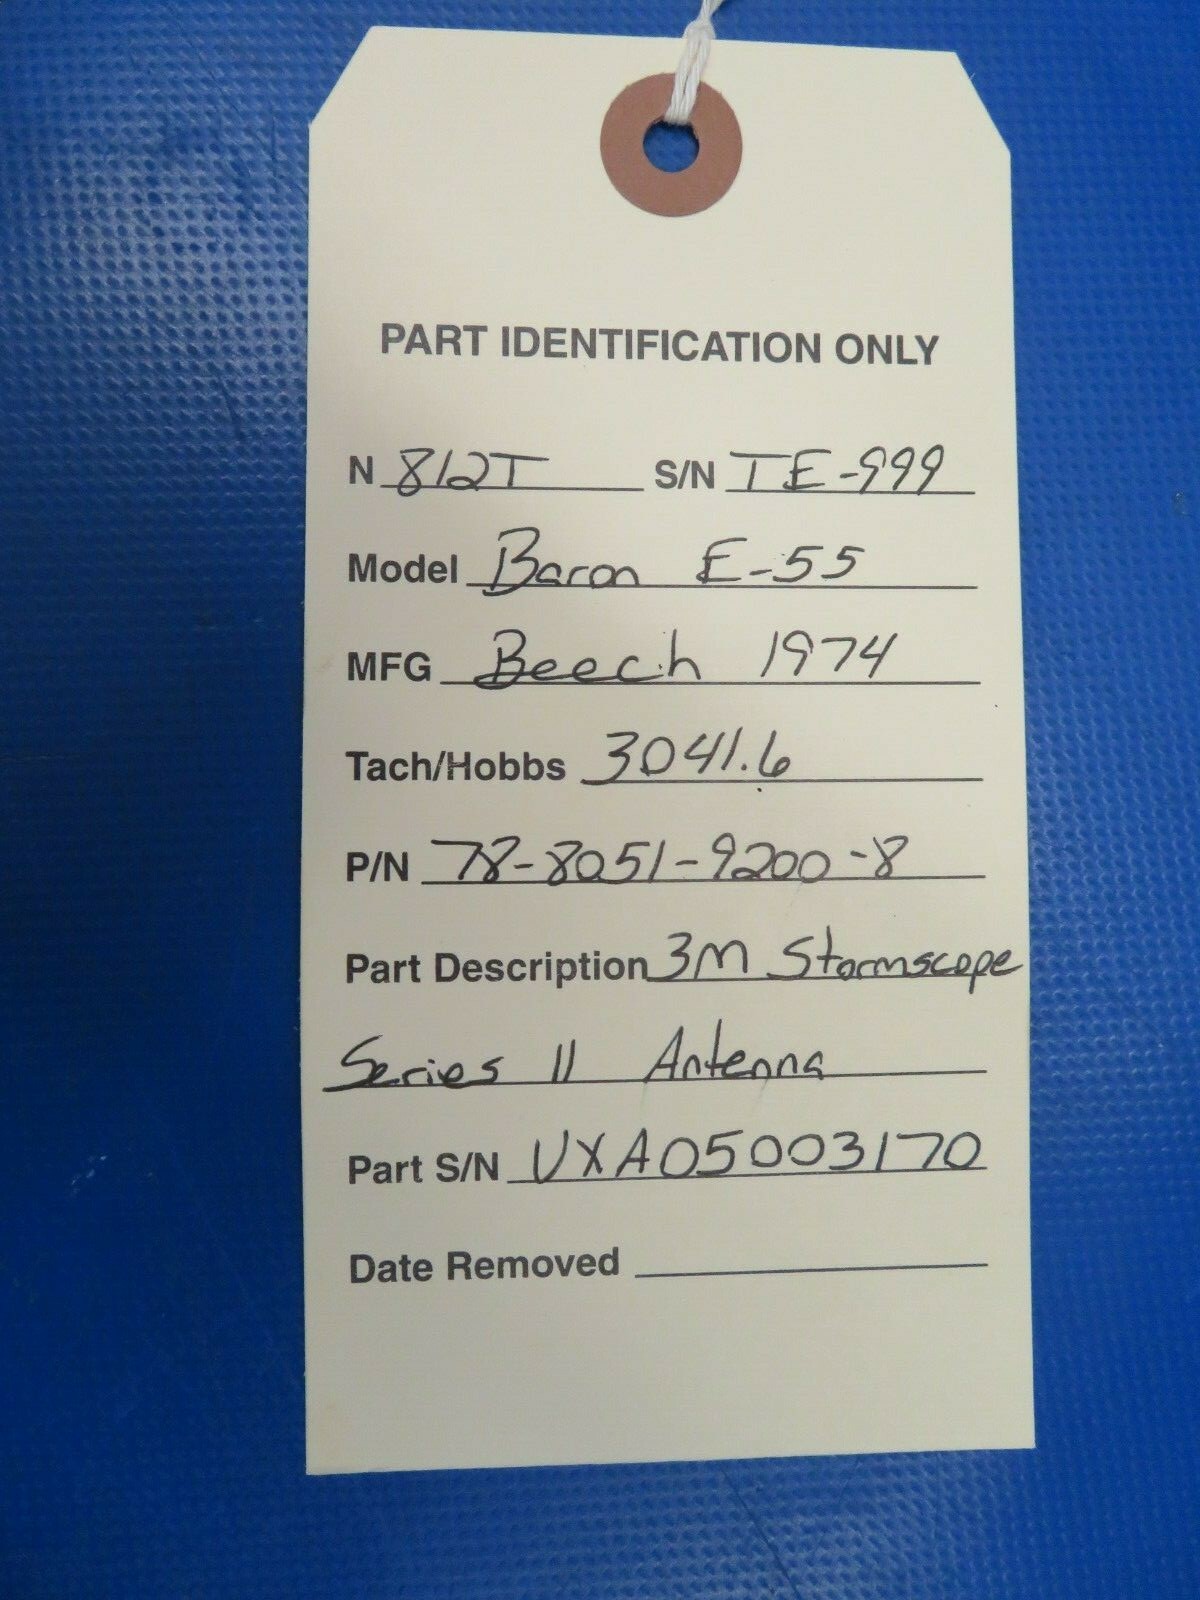 PART IDENTIFICATION ONLY
N 812T S/N TE-999
Model Baron E-55
MFG Beech 1974
Tach/Hobbs 3041.6
P/N 78-8051-9200-8
Part Description 3M Stormscope
Series II Antenna
Part S/N UXA05003170
Date Removed